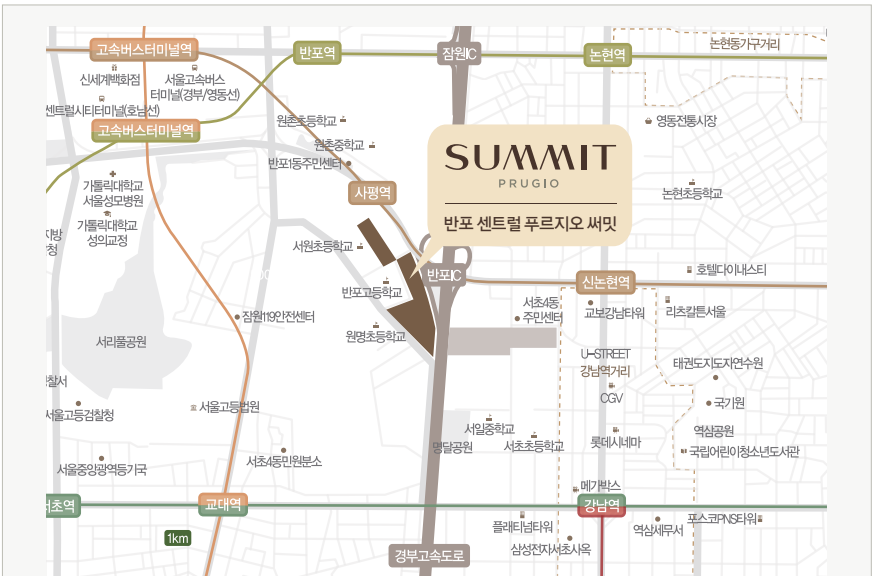 논현동가구거리
고속버스터미널역
반포역
잠원IC
논현역
신세계백화점
서울고속버스
터미널(경부/영동선)
센트럴시티터미널(호남선)
고속버스터미널역
원촌초등학교
영동전통시장
원촌중학교
반포1동주민센터
SUMMIT
PRUGIO
반포 센트럴 푸르지오 써밋
가톨릭대학교
서울성모병원
사평역
논현초등학교
가톨릭대학교
성의교정
지방
청
서원초등학교
반포IC
호텔다이내스티
신논현역
반포고등학교
서초4동
주민센터
교보강남타워
리츠칼튼서울
잠원119안전센터
원명초등학교
서리풀공원
U-STREET
강남역거리
태권도지도자연수원
찰서
CGV
국기원
서울고등검찰청
서울고등법원
서일중학교
명달공원
서초초등학교
롯데시네마
역삼공원
국립어린이청소년도서관
서울중앙광역등기국
서초4동민원분소
메가박스
서초역
교대역
강남역
플래티넘타워
포스코PNS타워
역삼세무서
1km
삼성전자서초사옥
경부고속도로